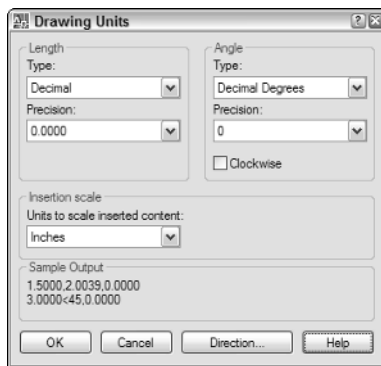 Drawing Units
Length
Type:
Decimal
Precision:
0.0000
Angle
Type:
Decimal Degrees
Precision:
0
Clockwise
Insertion scale
Units to scale inserted content:
Inches
Sample Output
1.5000,2.0039,0.0000
3.0000<45,0.0000
OK
Cancel
Direction...
Help